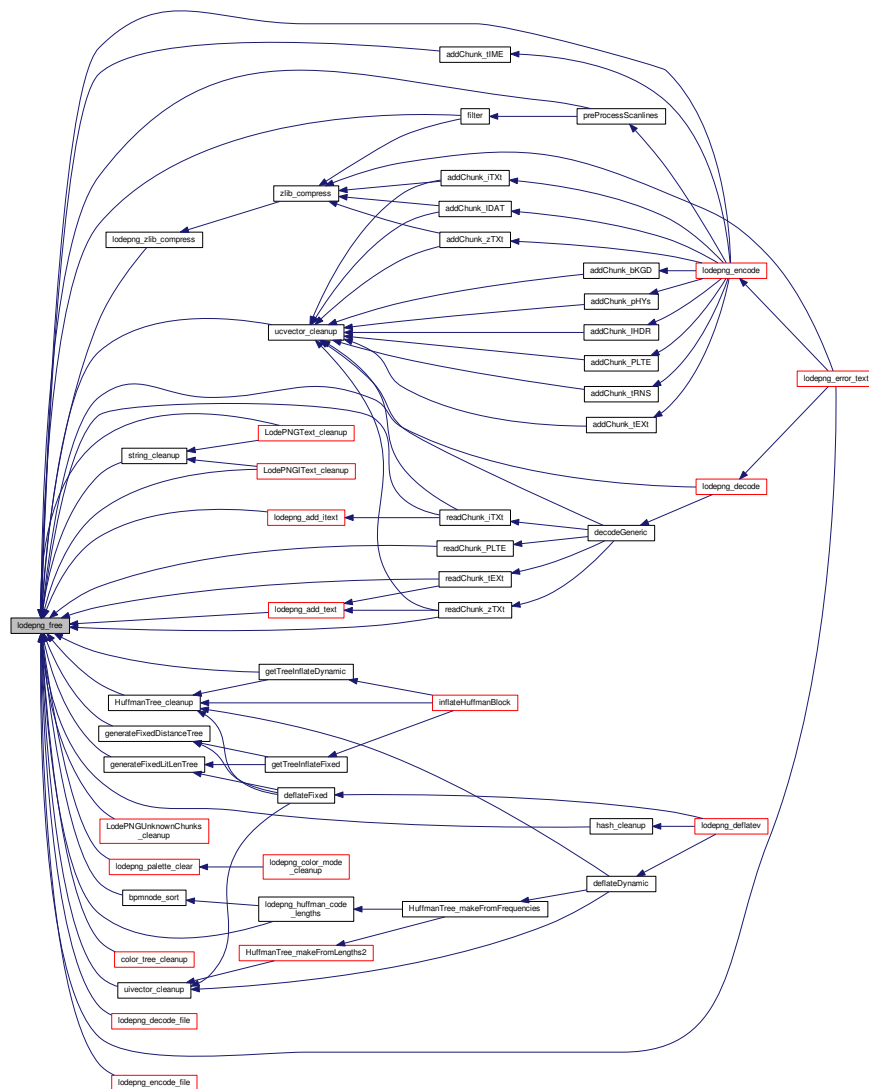 addChunk_tIME
filter
preProcessScanlines
addChunk_iTXt
zlib_compress
addChunk_IDAT
lodepng_zlib_compress
addChunk_zTXt
addChunk_bKGD
lodepng_encode
addChunk_pHYs
ucvector_cleanup
addChunk_IHDR
addChunk_PLTE
lodepng_error_text
addChunk_tRNS
addChunk_tEXt
LodePNGText_cleanup
string_cleanup
LodePNGIText_cleanup
lodepng_decode
lodepng_add_itext
readChunk_iTXt
decodeGeneric
readChunk_PLTE
readChunk_tEXt
lodepng_add_text
readChunk_zTXt
lodepng_free
getTreeInflateDynamic
HuffmanTree_cleanup
inflateHuffmanBlock
generateFixedDistanceTree
generateFixedLitLenTree
getTreeInflateFixed
deflateFixed
LodePNGUnknownChunks
_cleanup
hash_cleanup
lodepng_deflatev
lodepng_palette_clear
lodepng_color_mode
_cleanup
deflateDynamic
bpmnode_sort
lodepng_huffman_code
_lengths
HuffmanTree_makeFromFrequencies
color_tree_cleanup
HuffmanTree_makeFromLengths2
uivector_cleanup
lodepng_decode_file
lodepng_encode_file